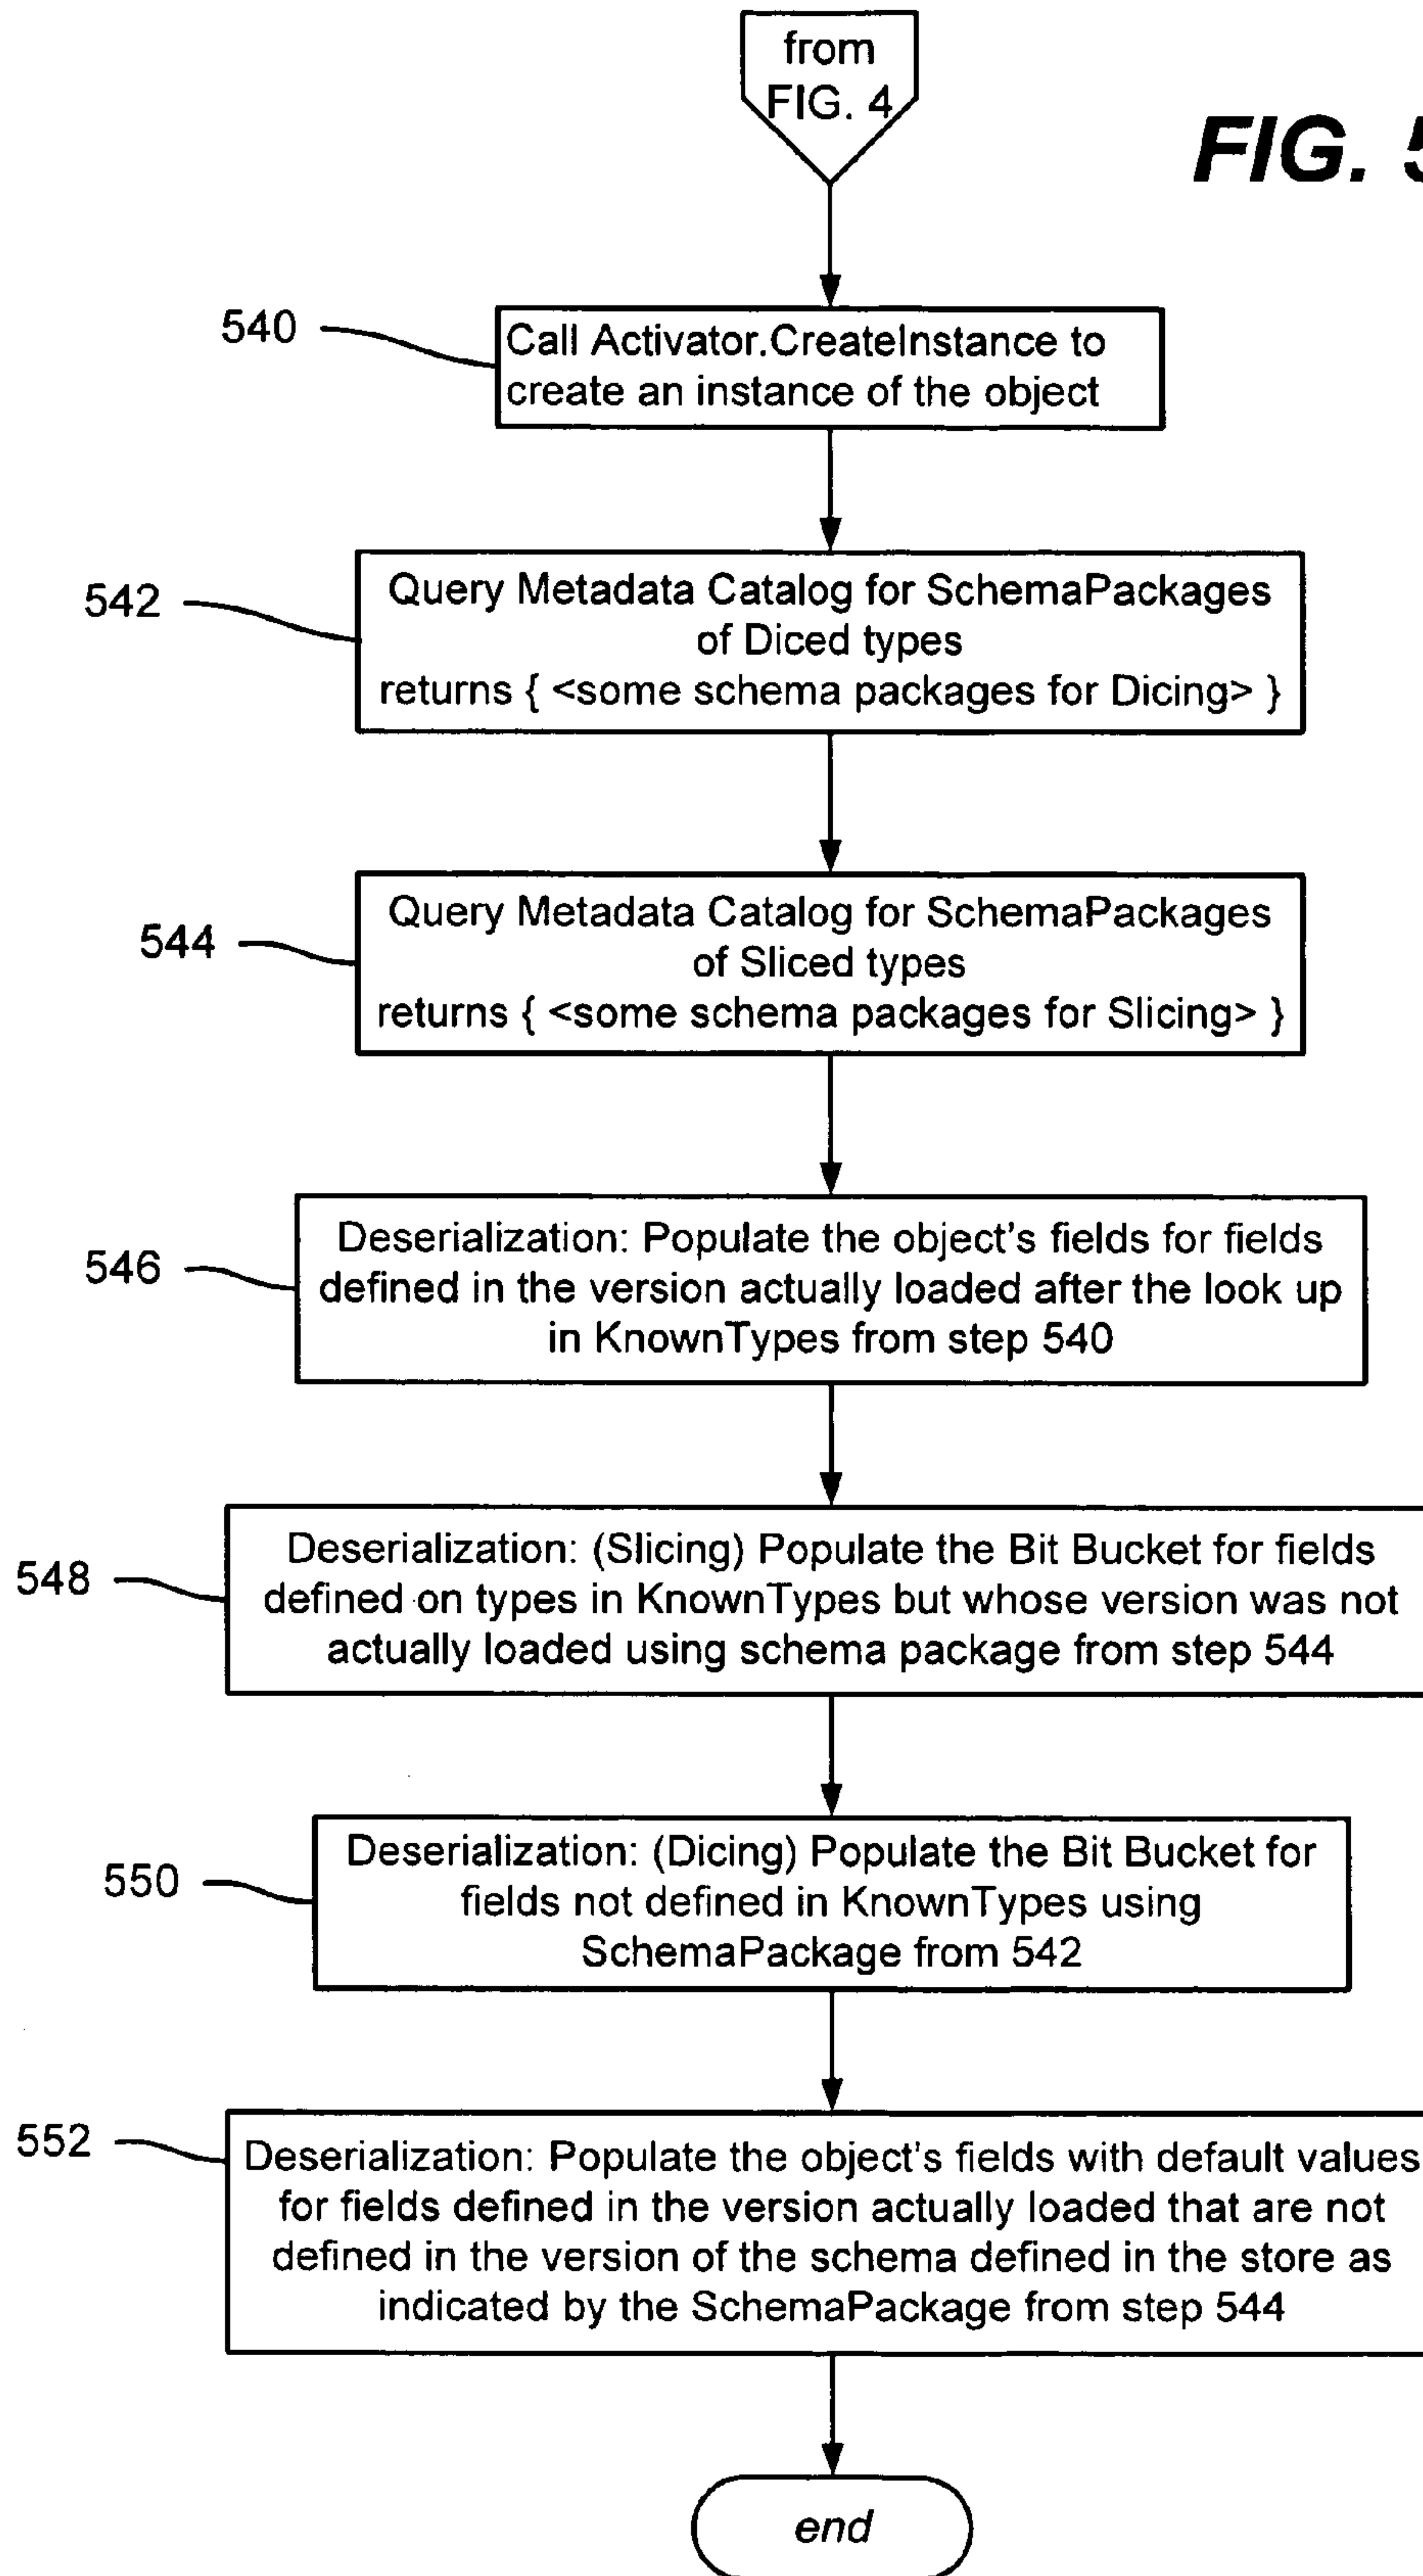 from
FIG. 4
FIG. 5
540
Call Activator.CreateInstance to
create an instance of the object
542
Query Metadata Catalog for SchemaPackages
of Diced types
returns { <some schema packages for Dicing> }
544
Query Metadata Catalog for SchemaPackages
of Sliced types
returns { <some schema packages for Slicing> }
546
Deserialization: Populate the object's fields for fields
defined in the version actually loaded after the look up
in KnownTypes from step 540
548
Deserialization: (Slicing) Populate the Bit Bucket for fields
defined on types in KnownTypes but whose version was not
actually loaded using schema package from step 544
550
Deserialization: (Dicing) Populate the Bit Bucket for
fields not defined in KnownTypes using
SchemaPackage from 542
552
Deserialization: Populate the object's fields with default values
for fields defined in the version actually loaded that are not
defined in the version of the schema defined in the store as
indicated by the SchemaPackage from step 544
end